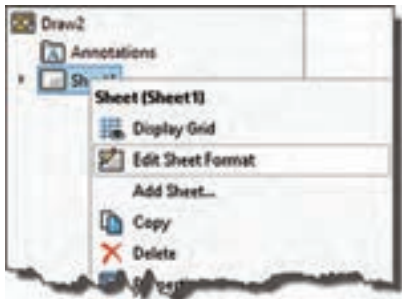 Draw2
Annotations
Sheet (Sheet1)
Display Grid
Edit Sheet Format
Add Sheet...
Copy
Delete